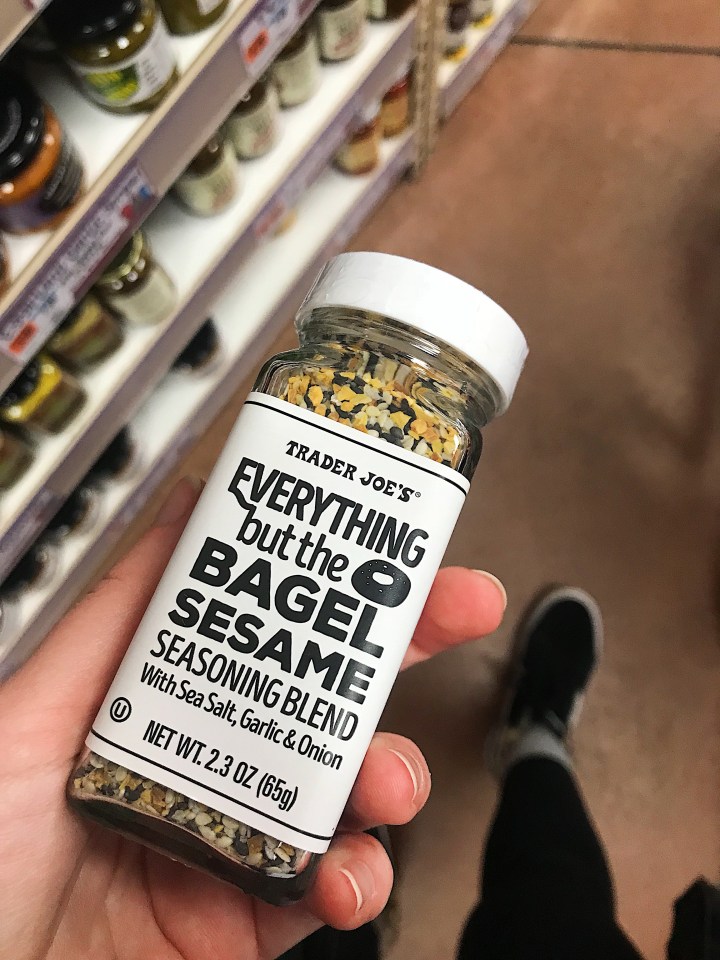 TRADER JOE'S®
EVERYTHING
but the
BAGEL
SESAME
SEASONING BLEND
With Sea Salt, Garlic & Onion
U
NET WT. 2.3 OZ (65g)